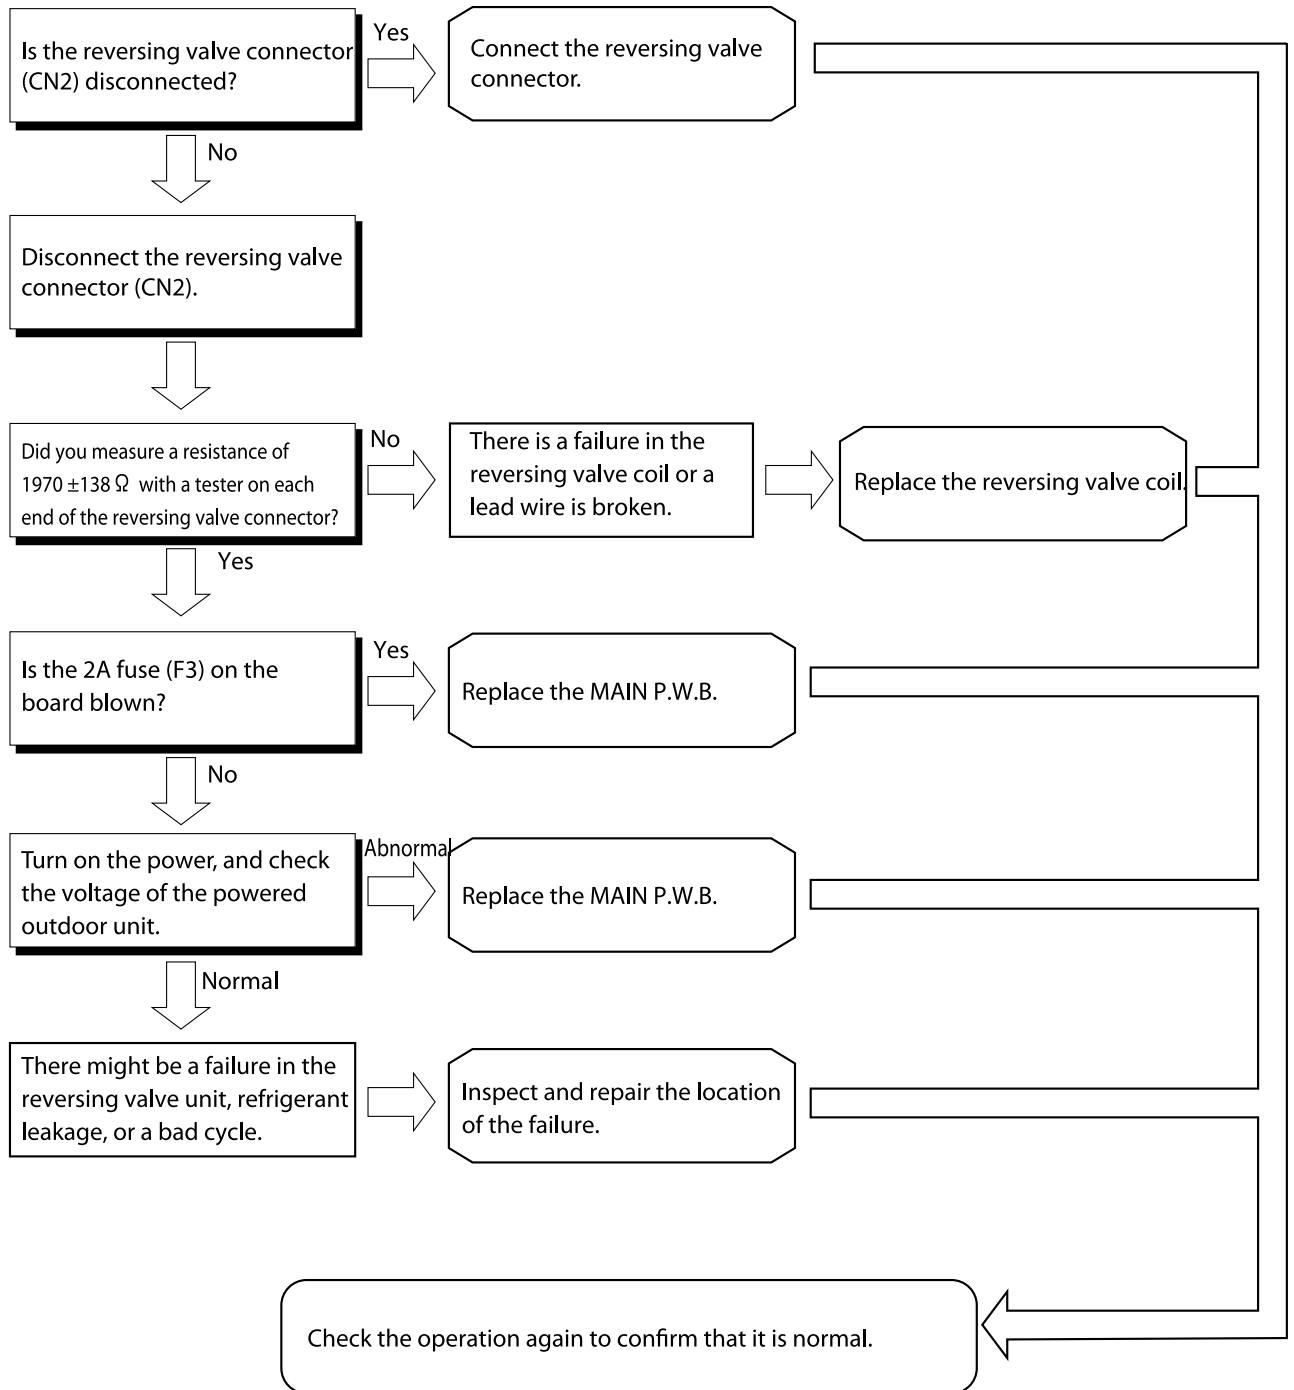 Is the reversing valve connector
(CN2) disconnected?
Yes
Connect the reversing valve
connector.
No
Disconnect the reversing valve
connector (CN2).
Did you measure a resistance of
1970 ±138 Ω with a tester on each
end of the reversing valve connector?
No
There is a failure in the
reversing valve coil or a
lead wire is broken.
Replace the reversing valve coil.
Yes
Is the 2A fuse (F3) on the
board blown?
Yes
Replace the MAIN P.W.B.
No
Turn on the power, and check
the voltage of the powered
outdoor unit.
Abnormal
Replace the MAIN P.W.B.
Normal
There might be a failure in the
reversing valve unit, refrigerant
leakage, or a bad cycle.
Inspect and repair the location
of the failure.
Check the operation again to confirm that it is normal.